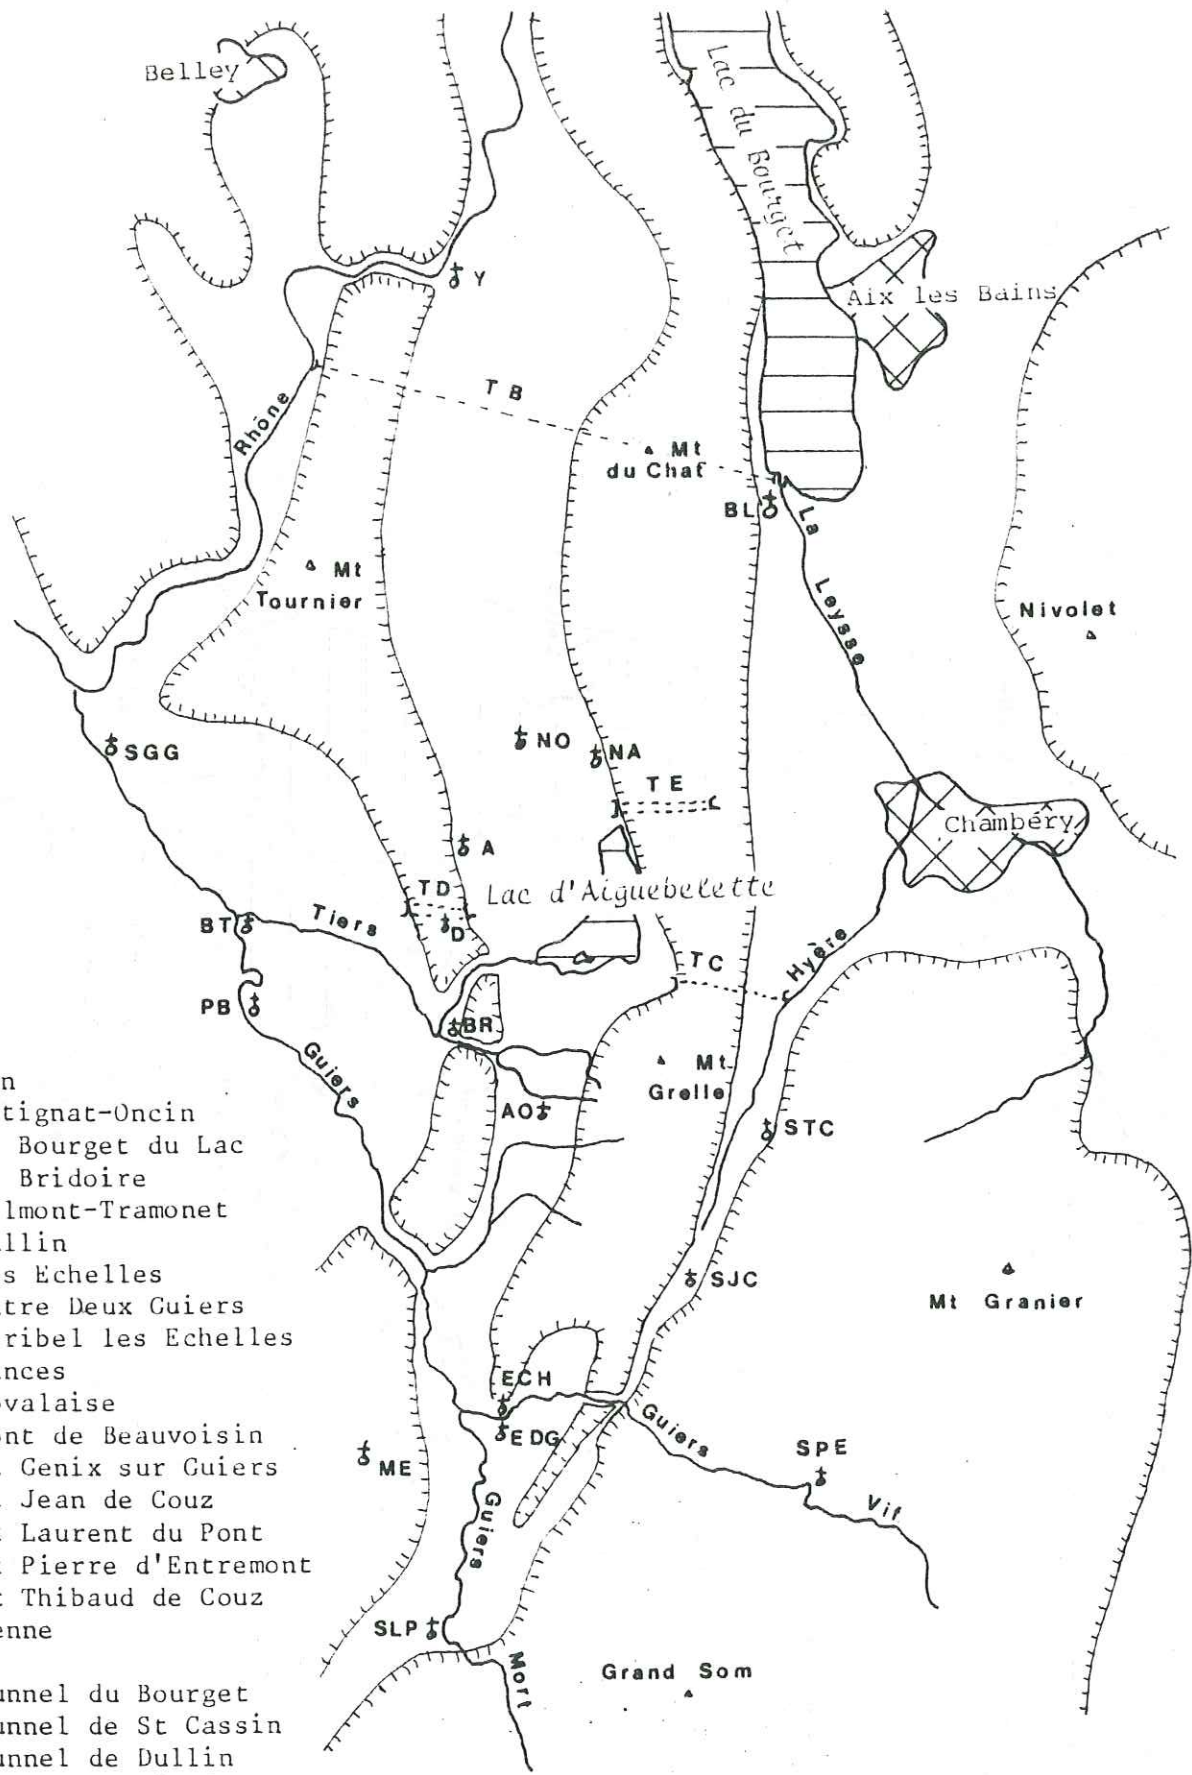 Belley
Lac du Bourget
Y
Aix les Bains
Rhône
T B
Mt
du Chat
BL
La
Leysse
Mt
Tournier
Nivolet
SGG
NO
NA
T E
Chambéry
A
TD
Lac d'Aiguebelette
BT
Tiers
D
TC
Hyère
PB
BR
Guiers
Mt
Grelle
AO
STC
SJC
Mt Granier
ECH
EDG
Guiers
SPE
Vif
ME
Guiers
SLP
Mort
Grand Som
n
tignat-Oncin
Bourget du Lac
Bridoire
lmont-Tramonet
llin
s Echelles
tre Deux Guiers
ribel les Echelles
nces
valaise
nt de Beauvoisin
. Genix sur Guiers
. Jean de Couz
Laurent du Pont
Pierre d'Entremont
Thibaud de Couz
enne
unnel du Bourget
unnel de St Cassin
unnel de Dullin